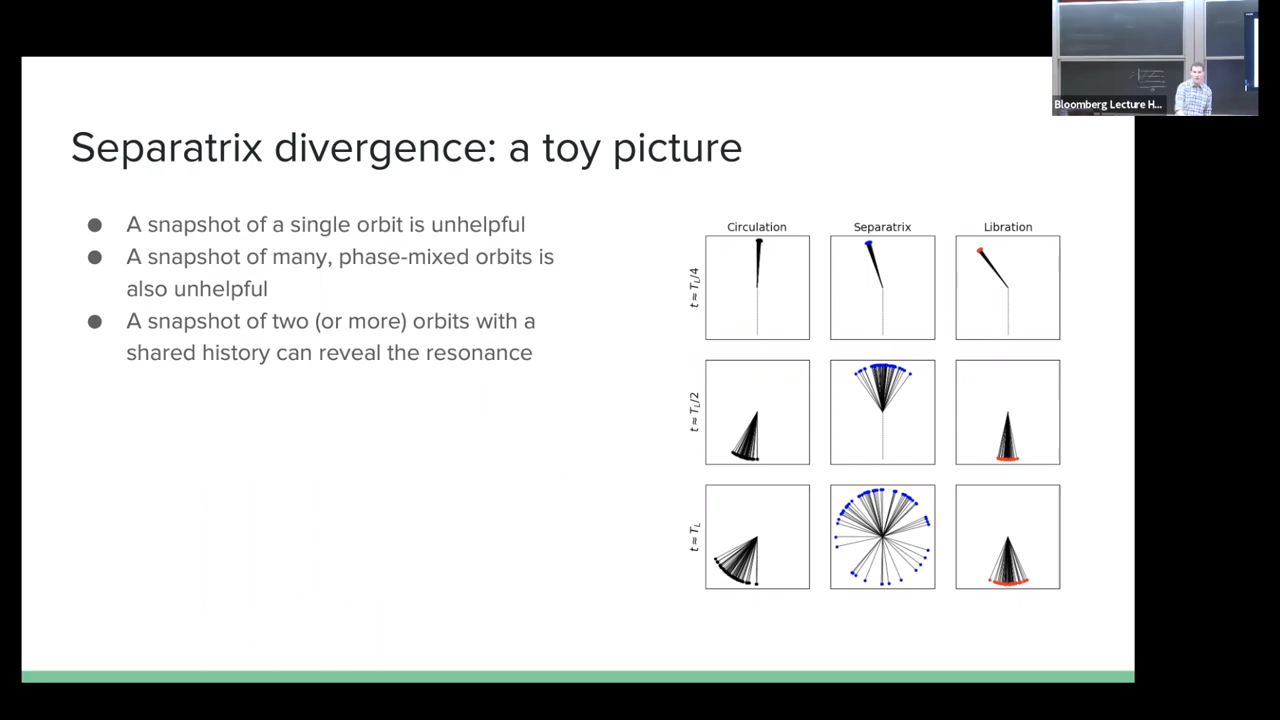 Bloomberg Lecture H...
Separatrix divergence: a toy picture
● A snapshot of a single orbit is unhelpful
● A snapshot of many, phase-mixed orbits is
also unhelpful
● A snapshot of two (or more) orbits with a
shared history can reveal the resonance
Circulation Separatrix Libration
t ≈ T_L/4
t ≈ T_L/2
t ≈ T_L